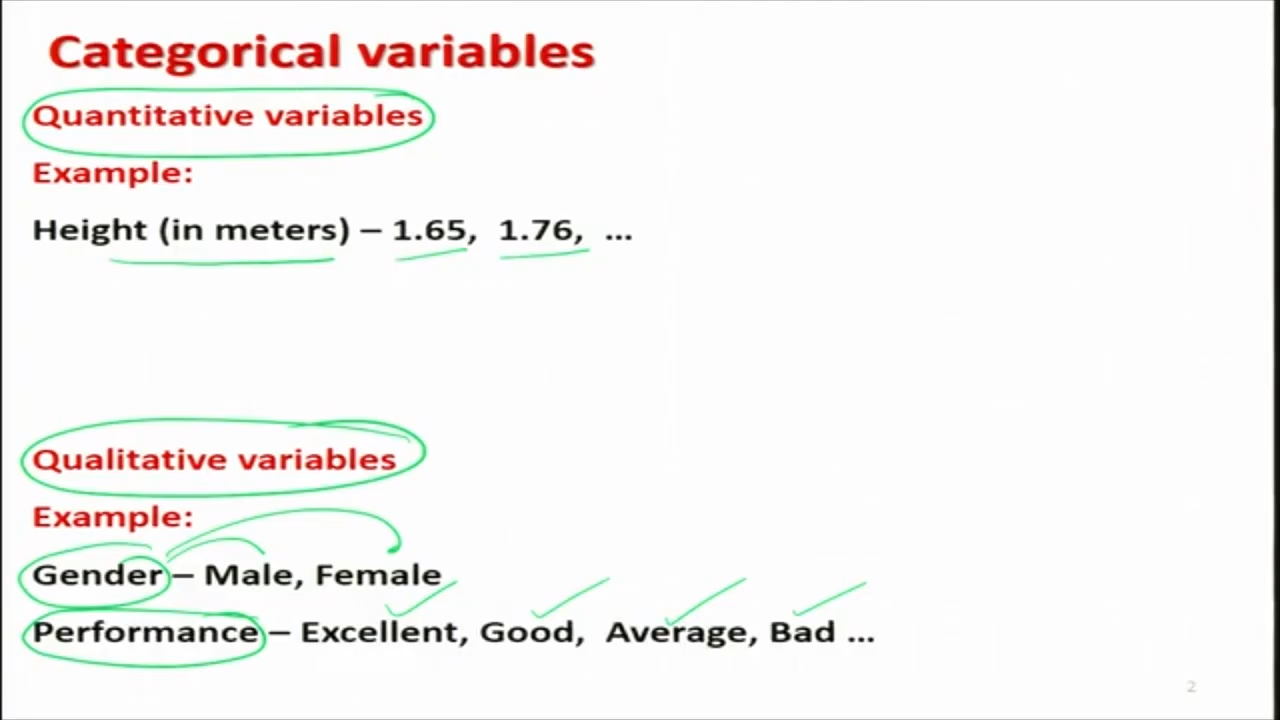 Categorical variables
Quantitative variables
Example:
Height (in meters) – 1.65, 1.76, ...
Qualitative variables
Example:
Gender – Male, Female
Performance – Excellent, Good, Average, Bad ...
2